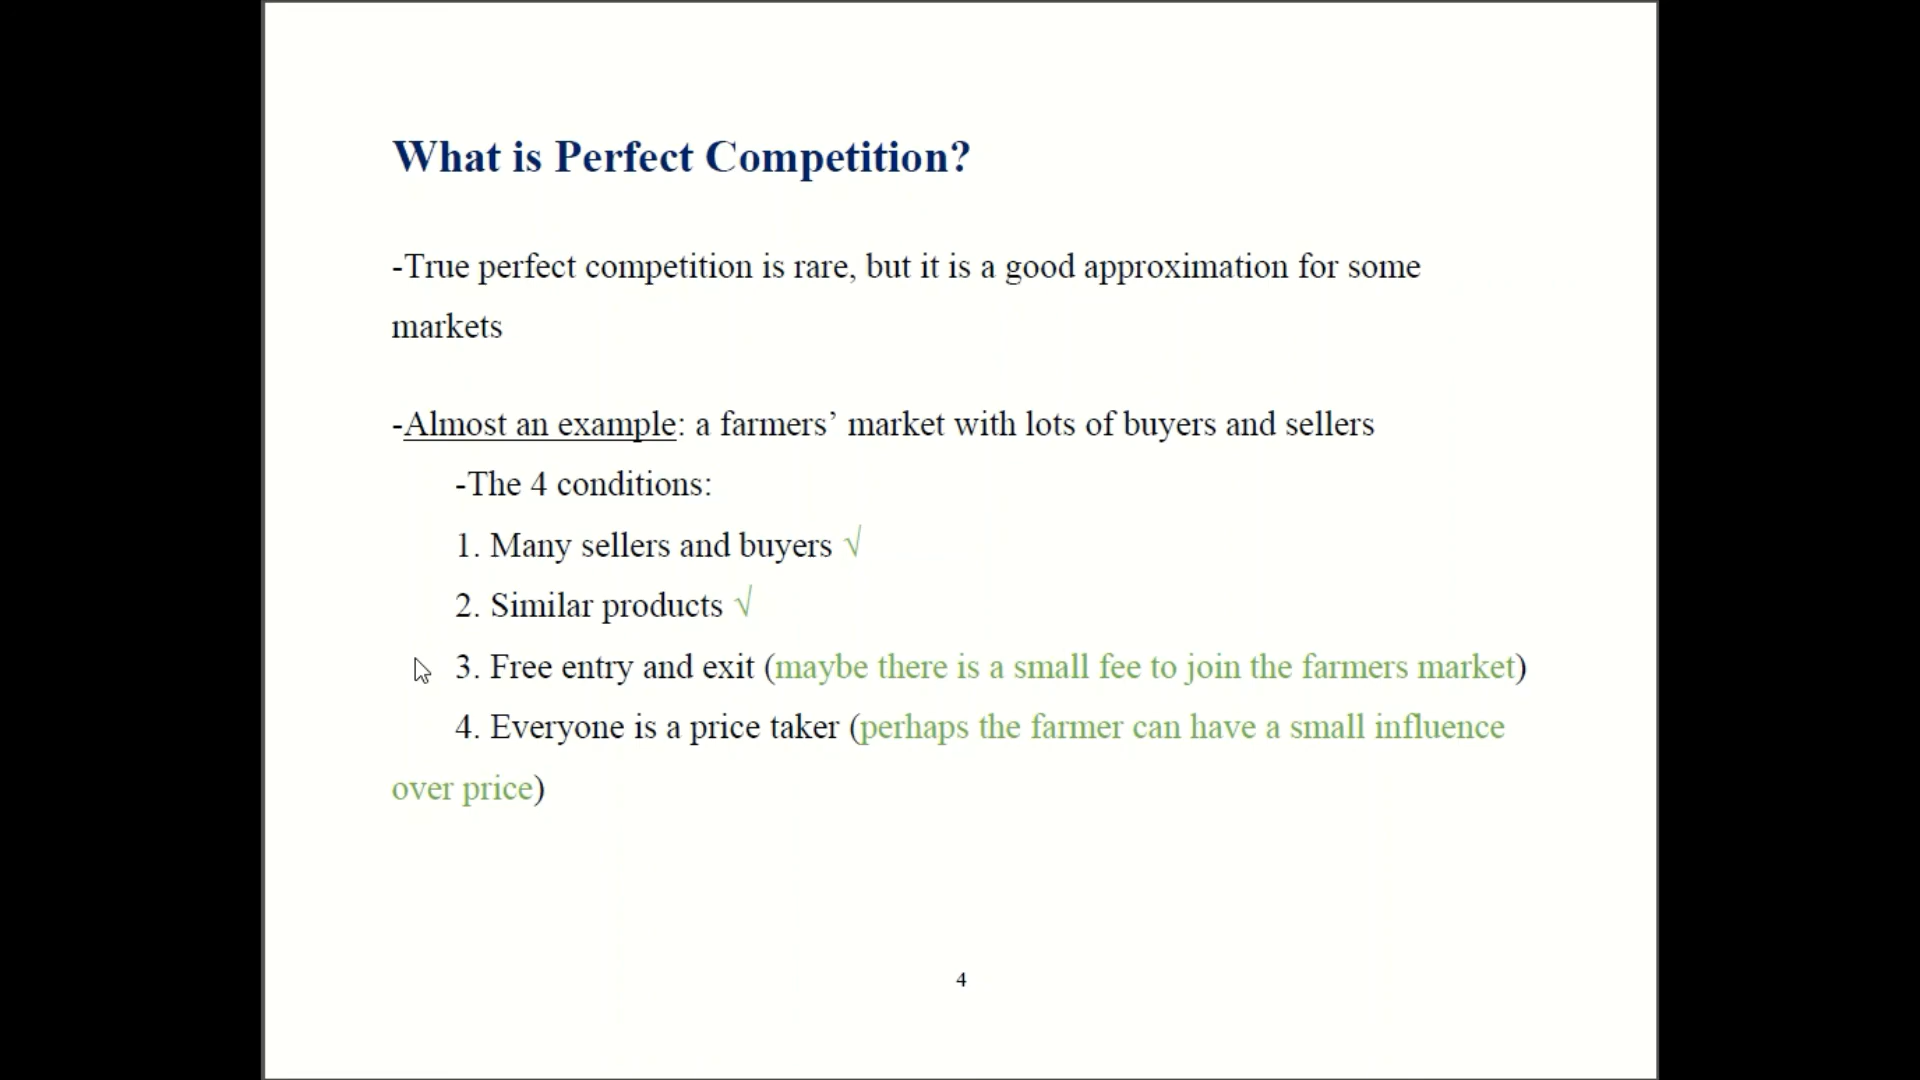 What is Perfect Competition?
-True perfect competition is rare, but it is a good approximation for some
markets
-Almost an example: a farmers’ market with lots of buyers and sellers
-The 4 conditions:
1. Many sellers and buyers √
2. Similar products √
3. Free entry and exit (maybe there is a small fee to join the farmers market)
4. Everyone is a price taker (perhaps the farmer can have a small influence
over price)
4